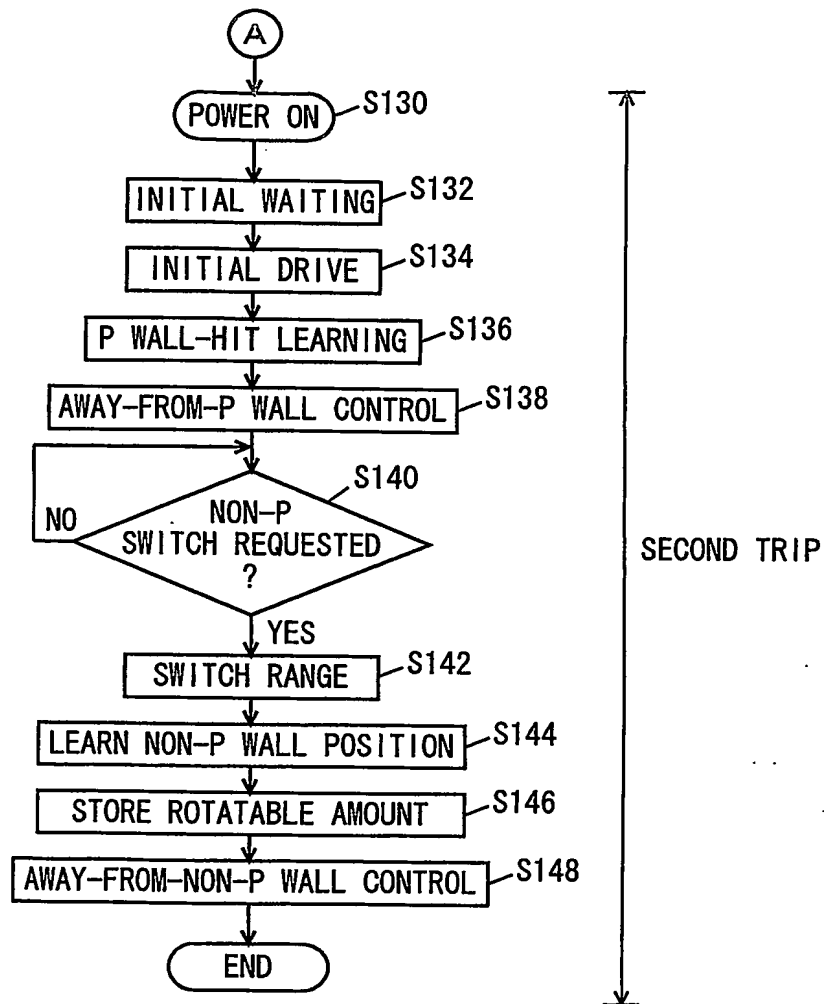 A
POWER ON
S130
INITIAL WAITING
S132
INITIAL DRIVE
S134
P WALL-HIT LEARNING
S136
AWAY-FROM-P WALL CONTROL
S138
S140
NON-P
SWITCH REQUESTED
?
NO
SECOND TRIP
YES
SWITCH RANGE
S142
LEARN NON-P WALL POSITION
S144
STORE ROTATABLE AMOUNT
S146
AWAY-FROM-NON-P WALL CONTROL
S148
END